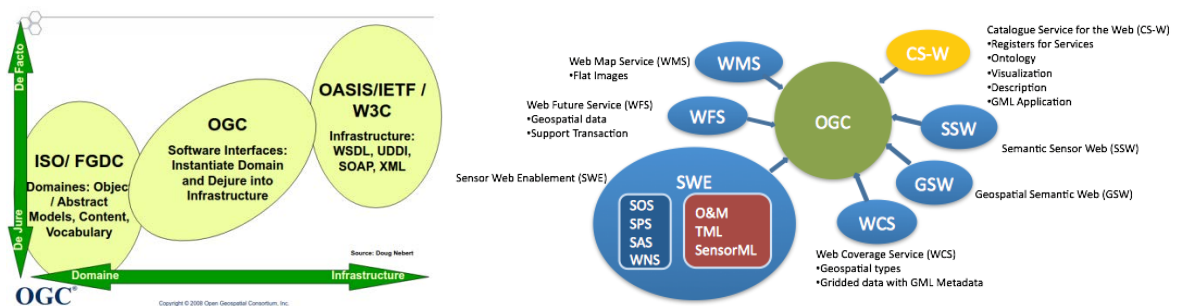 De Facto
De Jure
OASIS/IETF /
W3C
Infrastructure:
WSDL, UDDI,
SOAP, XML
OGC
Software Interfaces:
Instantiate Domain
and Dejure into
Infrastructure
ISO/ FGDC
Domaines: Objec
/ Abstract
Models, Content,
Vocabulary
Source: Doug Nebert
Domaine
Infrastructure
OGC®
Copyright © 2008 Open Geospatial Consortium, Inc.
Web Map Service (WMS)
•Flat Images
WMS
Web Future Service (WFS)
•Geospatial data
•Support Transaction
WFS
Sensor Web Enablement (SWE)
SWE
SOS
SPS
SAS
WNS
O&M
TML
SensorML
OGC
CS-W
Catalogue Service for the Web (CS-W)
•Registers for Services
•Ontology
•Visualization
•Description
•GML Application
SSW
Semantic Sensor Web (SSW)
GSW
Geospatial Semantic Web (GSW)
WCS
Web Coverage Service (WCS)
•Geospatial types
•Gridded data with GML Metadata